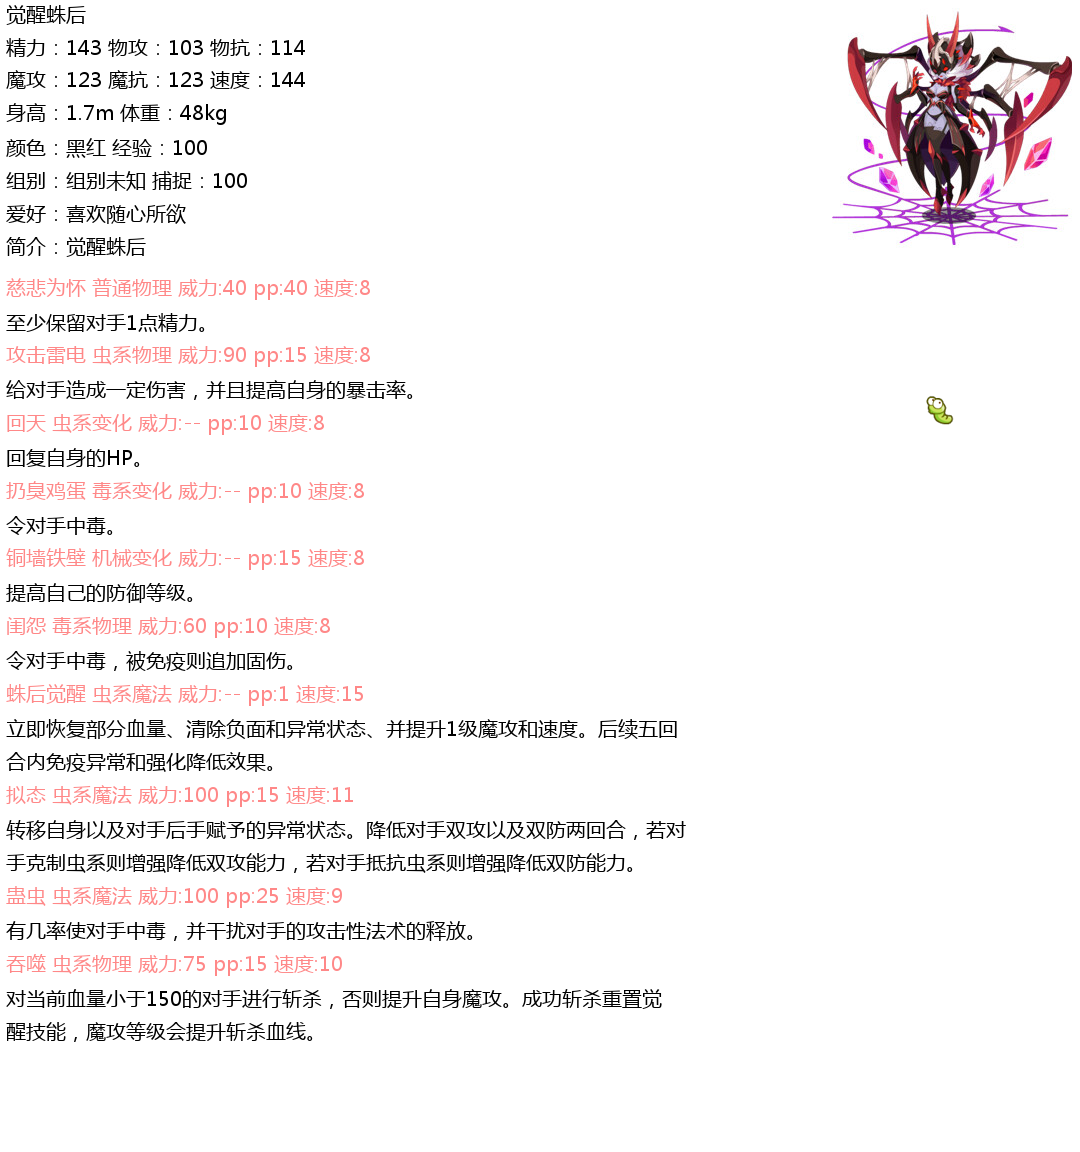 觉醒蛛后
精力：143 物攻：103 物抗：114
魔攻：123 魔抗：123 速度：144
身高：1.7m 体重：48kg
颜色：黑红 经验：100
组别：组别未知 捕捉：100
爱好：喜欢随心所欲
简介：觉醒蛛后
慈悲为怀 普通物理 威力:40 pp:40 速度:8
至少保留对手1点精力。
攻击雷电 虫系物理 威力:90 pp:15 速度:8
给对手造成一定伤害，并且提高自身的暴击率。
回天 虫系变化 威力:-- pp:10 速度:8
回复自身的HP。
扔臭鸡蛋 毒系变化 威力:-- pp:10 速度:8
令对手中毒。
铜墙铁壁 机械变化 威力:-- pp:15 速度:8
提高自己的防御等级。
闺怨 毒系物理 威力:60 pp:10 速度:8
令对手中毒，被免疫则追加固伤。
蛛后觉醒 虫系魔法 威力:-- pp:1 速度:15
立即恢复部分血量、清除负面和异常状态、并提升1级魔攻和速度。后续五回
合内免疫异常和强化降低效果。
拟态 虫系魔法 威力:100 pp:15 速度:11
转移自身以及对手后手赋予的异常状态。降低对手双攻以及双防两回合，若对
手克制虫系则增强降低双攻能力，若对手抵抗虫系则增强降低双防能力。
蛊虫 虫系魔法 威力:100 pp:25 速度:9
有几率使对手中毒，并干扰对手的攻击性法术的释放。
吞噬 虫系物理 威力:75 pp:15 速度:10
对当前血量小于150的对手进行斩杀，否则提升自身魔攻。成功斩杀重置觉
醒技能，魔攻等级会提升斩杀血线。